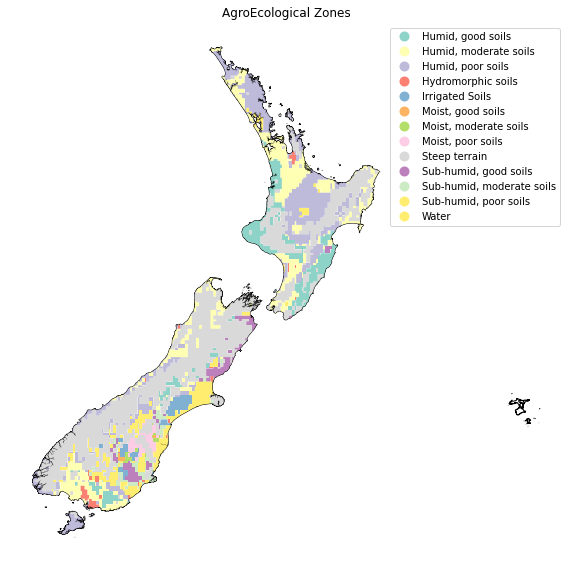 AgroEcological Zones
Humid, good soils
Humid, moderate soils
Humid, poor soils
Hydromorphic soils
Irrigated Soils
Moist, good soils
Moist, moderate soils
Moist, poor soils
Steep terrain
Sub-humid, good soils
Sub-humid, moderate soils
Sub-humid, poor soils
Water